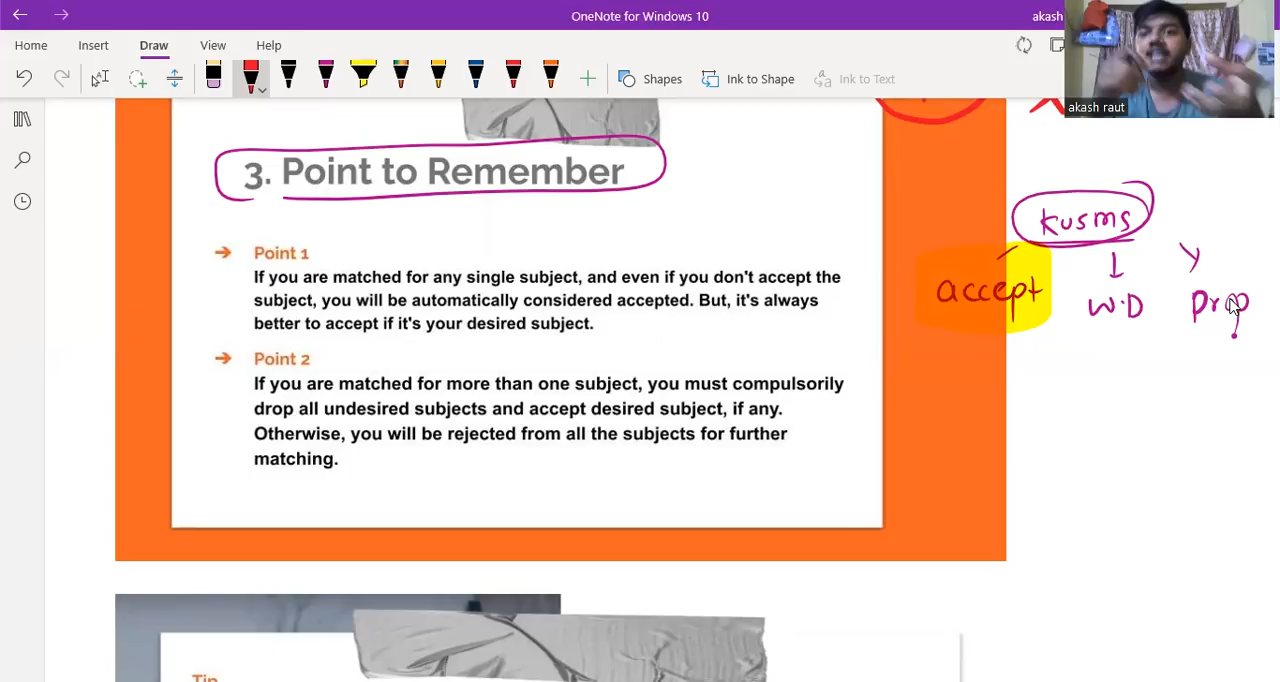 OneNote for Windows 10
akash
Home Insert Draw View Help
Shapes Ink to Shape Ink to Text
akash raut
3. Point to Remember
Point 1
If you are matched for any single subject, and even if you don't accept the
subject, you will be automatically considered accepted. But, it's always
better to accept if it's your desired subject.
Point 2
If you are matched for more than one subject, you must compulsorily
drop all undesired subjects and accept desired subject, if any.
Otherwise, you will be rejected from all the subjects for further
matching.
kusms
accept W.D Drop
Tip